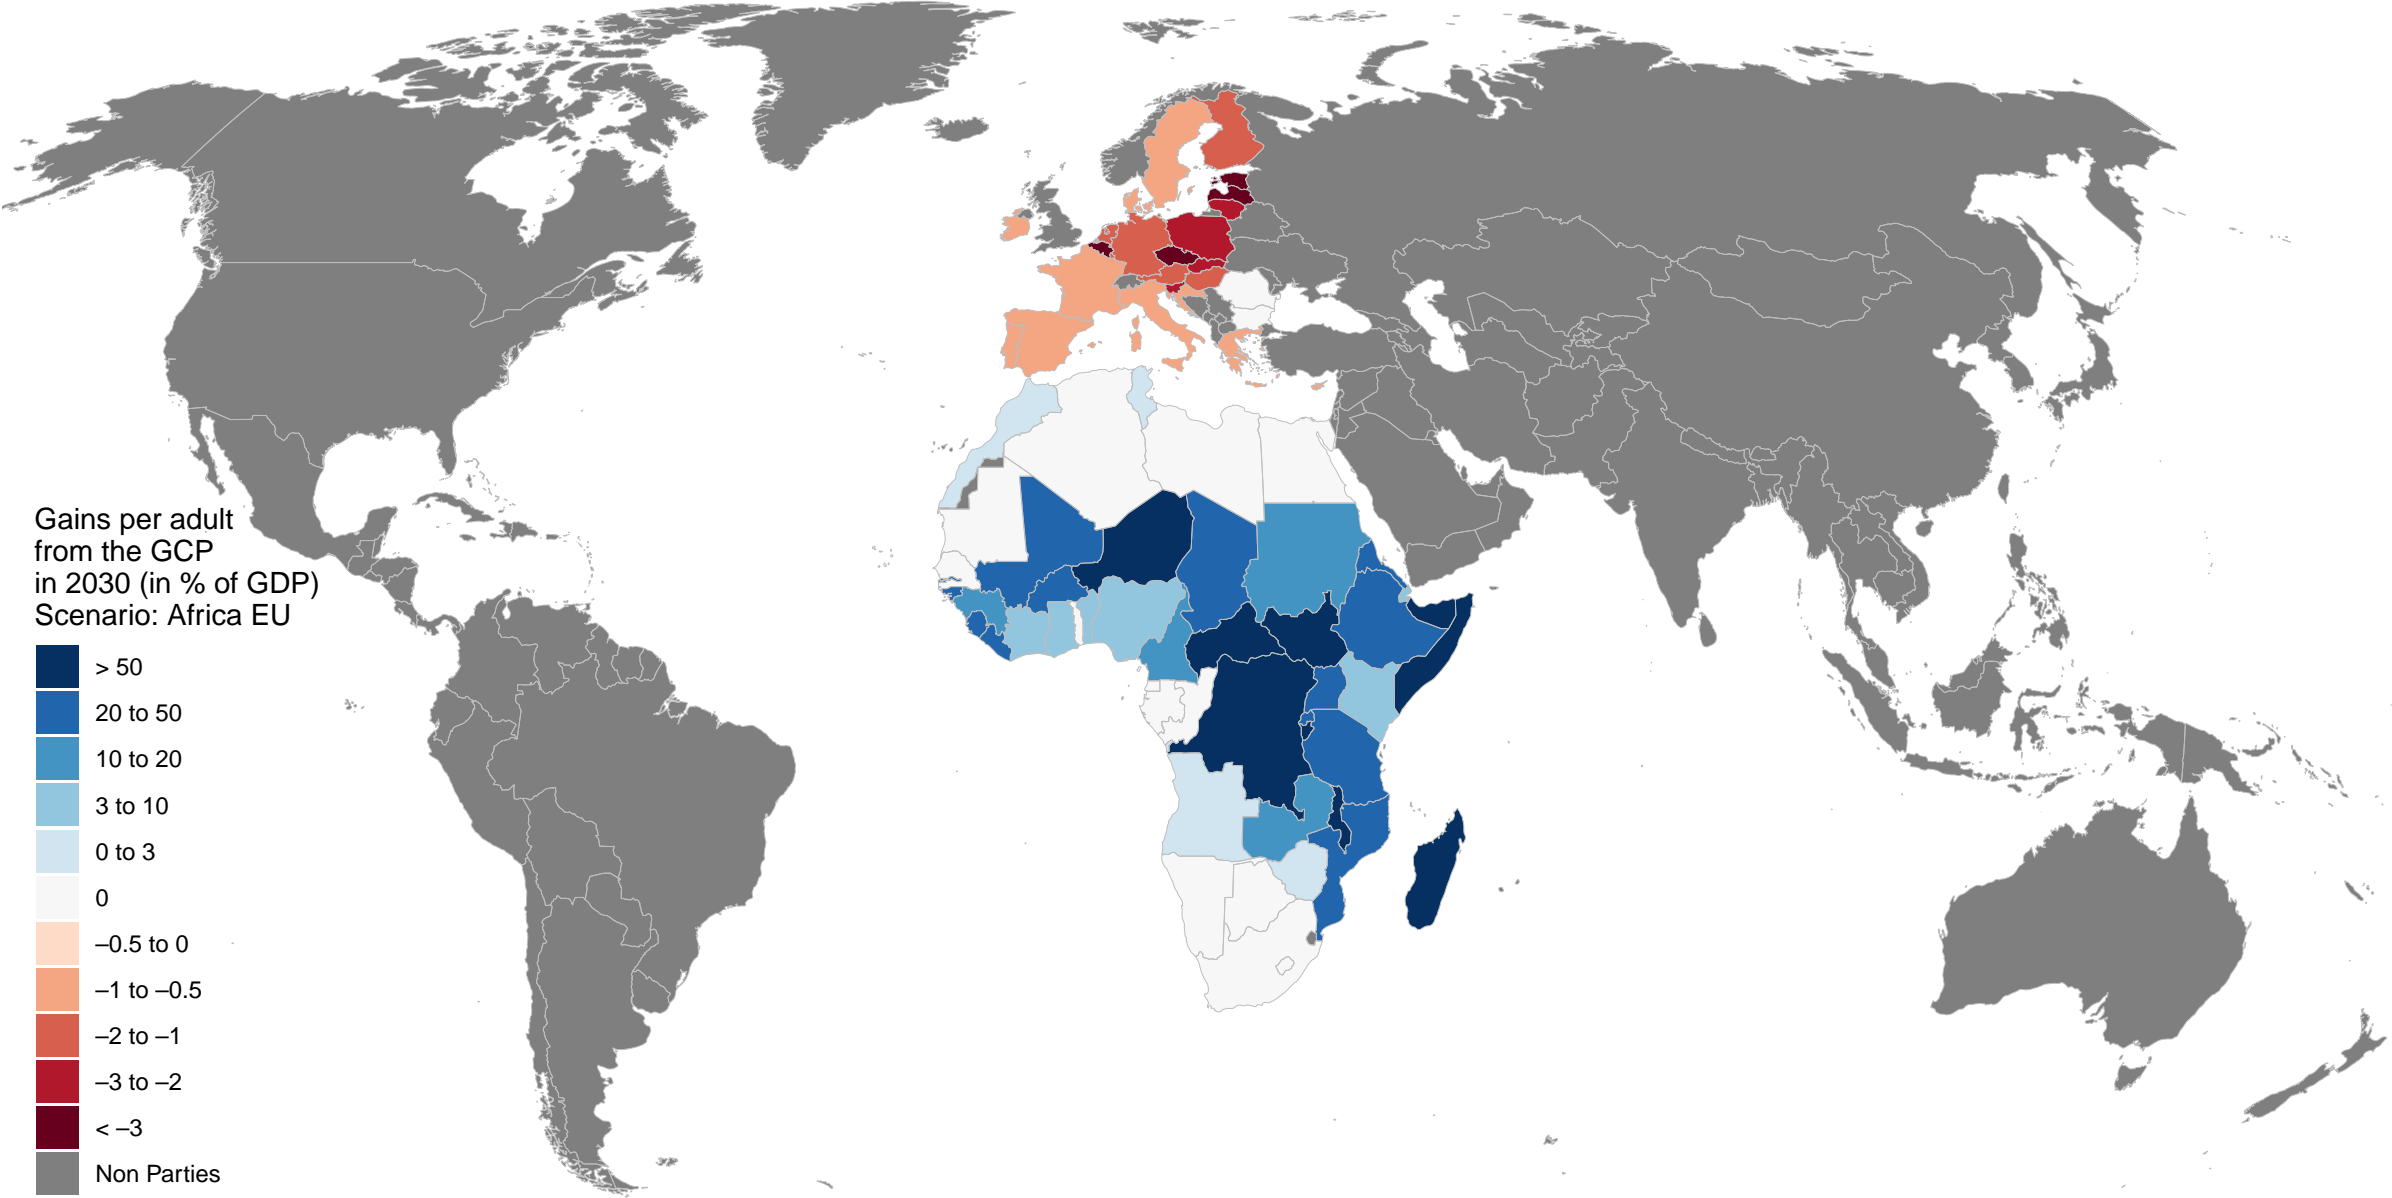 Gains per adult
from the GCP
in 2030 (in % of GDP)
Scenario: Africa EU
> 50
20 to 50
10 to 20
3 to 10
0 to 3
0
–0.5 to 0
–1 to –0.5
–2 to –1
–3 to –2
< –3
Non Parties